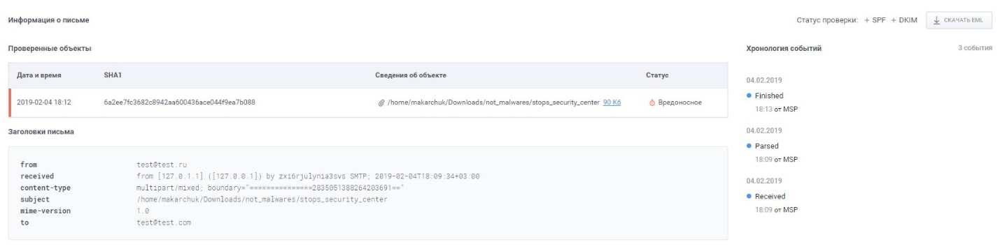 Информация о письме
Статус проверки: + SPF + DKIM
СКАЧАТЬ EML
Проверенные объекты
Дата и время SHA1 Сведения об объекте Статус
2019-02-04 18:12 6a2ee7fc3682c8942aa600436ace044f9ea7b088 /home/makarchuk/Downloads/not_malwares/stops_security_center 90 Кб Вредоносное
Заголовки письма
from test@test.ru
received from [127.0.1.1] ([127.0.0.1]) by zxi6rjulynia3svs SMTP; 2019-02-04T18:09:34+03:00
content-type multipart/mixed; boundary="===============2835051388264203691=="
subject /home/makarchuk/Downloads/not_malwares/stops_security_center
mime-version 1.0
to test@test.com
Хронология событий 3 события
04.02.2019
Finished
18:13 от MSP
04.02.2019
Parsed
18:09 от MSP
04.02.2019
Received
18:09 от MSP